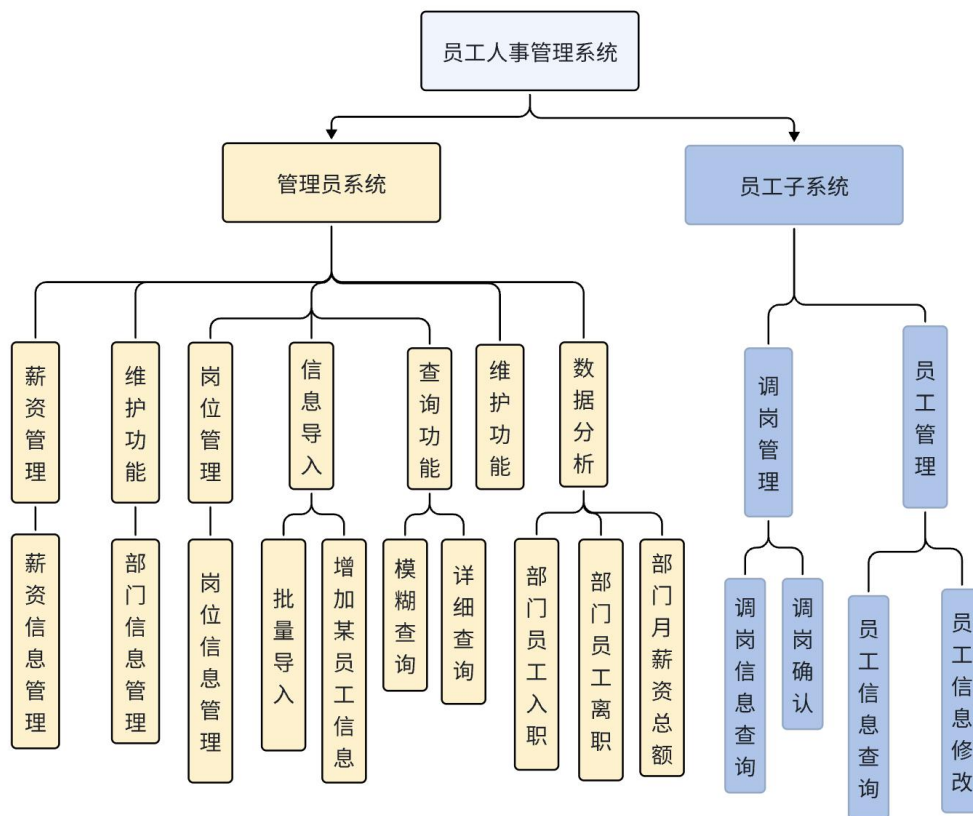 员工人事管理系统
管理员系统
员工子系统
薪资管理
维护功能
岗位管理
信息导入
查询功能
维护功能
数据分析
调岗管理
员工管理
薪资信息管理
部门信息管理
岗位信息管理
批量导入
增加某员工信息
模糊查询
详细查询
部门员工入职
部门员工离职
部门月薪资总额
调岗信息查询
调岗确认
员工信息查询
员工信息修改